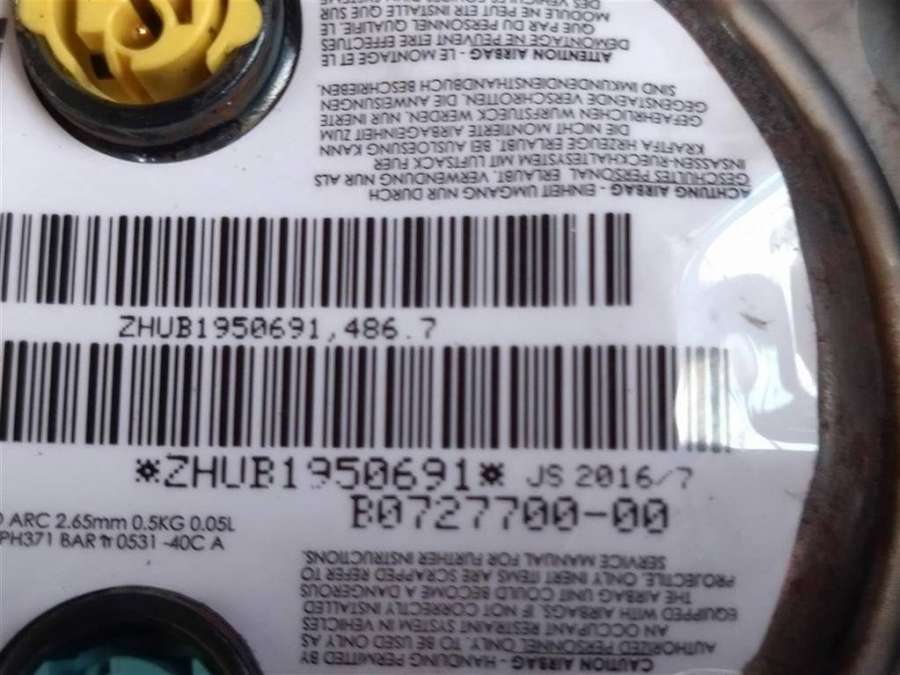 ATTENTION AIRBAG - LE MONTAGE ET LE
DEMONTAGE NE PEUVENT ETRE EFFECTUES
QUE PAR DU PERSONNEL QUALIFIE. LE
MODULE NE PEUT ETRE INSTALLE QUE SUR
DES VEHICULES
ACHTUNG AIRBAG - EINHEIT UMGANG NUR DURCH
GESCHULTES PERSONAL ERLAUBT. VERWENDUNG NUR ALS
INSASSEN-RUECKHALTESYSTEM MIT LUFTSACK FUER
KRAFTFA HRZEUGE ERLAUBT. BEI AUSLOESUNG KANN
DIE NICHT MONTIERTE AIRBAGEINHEIT ZUM
GEFAEHRLICHEN WURFSTUECK WERDEN. NUR INERTE
GEGENSTAENDE VERSCHROTTEN. DIE ANWEISUNGEN
SIND IMKUNDENDIENSTHANDBUCH BESCHRIEBEN.
ZHUB1950691,486.7
*ZHUB1950691* JS 2016/7
B0727700-00
ARC 2.65mm 0.5KG 0.05L
PH371 BAR 0531 -40C A
CAUTION AIRBAG - HANDLING PERMITTED BY
AUTHORIZED PERSONNEL ONLY, TO BE USED ONLY AS
AN OCCUPANT RESTRAINT SYSTEM IN VEHICLES
EQUIPPED WITH AIRBAGS. IF NOT CORRECTLY INSTALLED
THE AIRBAG UNIT COULD BECOME A DANGEROUS
PROJECTILE. ONLY INERT ITEMS ARE SCRAPPED REFER TO
SERVICE MANUAL FOR FURTHER INSTRUCTIONS.